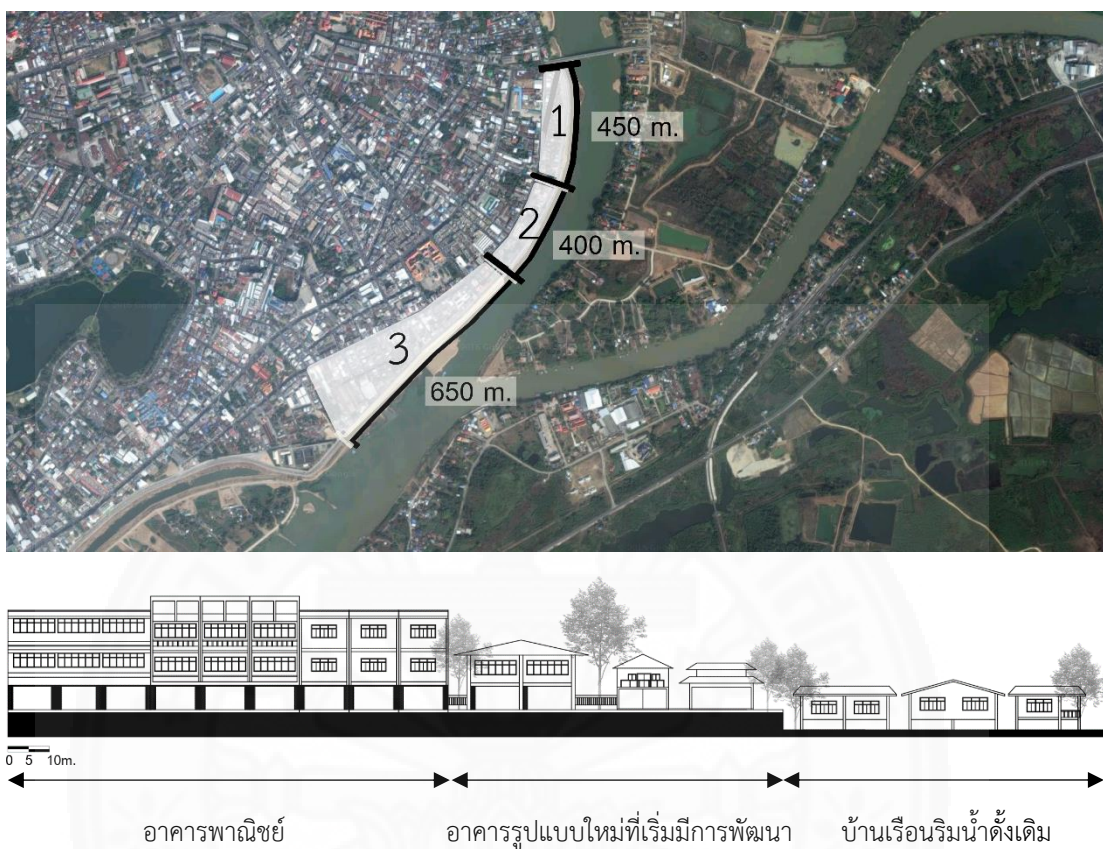 1
450 m.
2
400 m.
3
650 m.
0 5 10m.
อาคารพาณิชย์
อาคารรูปแบบใหม่ที่เริ่มมีการพัฒนา
บ้านเรือนริมน้ำดั้งเดิม